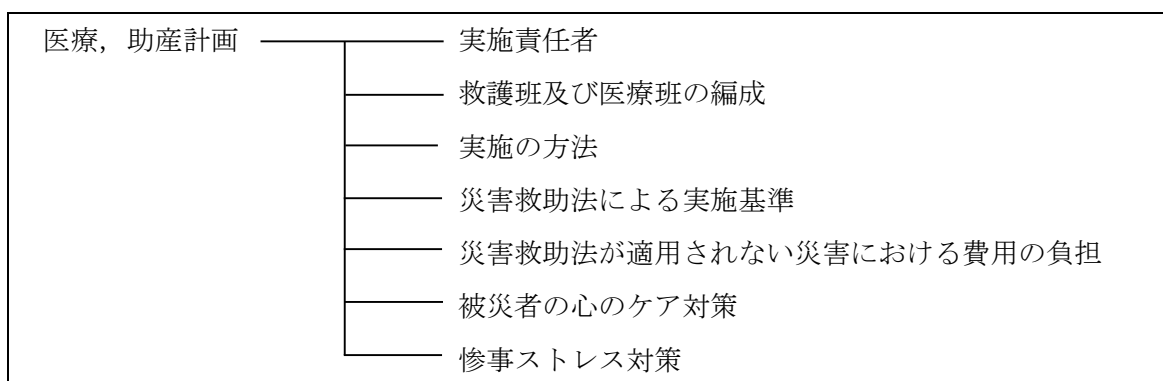 医療，助産計画
実施責任者
救護班及び医療班の編成
実施の方法
災害救助法による実施基準
災害救助法が適用されない災害における費用の負担
被災者の心のケア対策
惨事ストレス対策